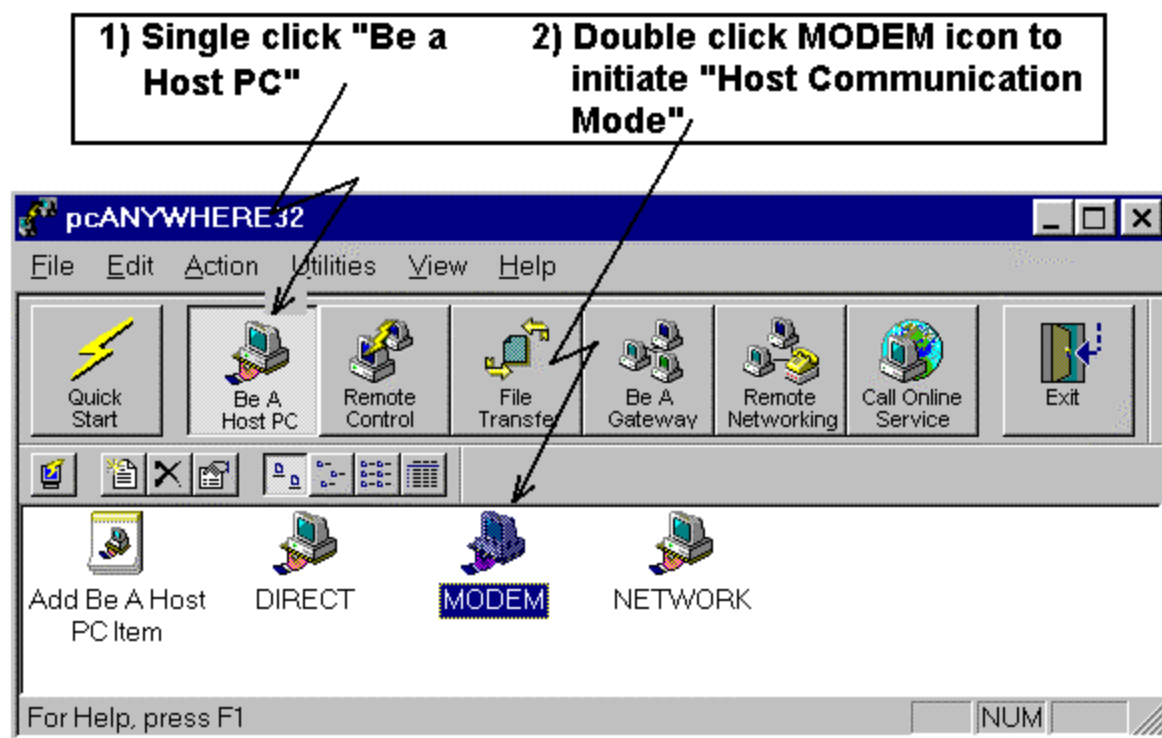 1) Single click "Be a
Host PC"
2) Double click MODEM icon to
initiate "Host Communication
Mode"
pcANYWHERE32
File Edit Action Utilities View Help
Quick
Start
Be A
Host PC
Remote
Control
File
Transfer
Be A
Gateway
Remote
Networking
Call Online
Service
Exit
Add Be A Host
PC Item
DIRECT
MODEM
NETWORK
For Help, press F1
NUM